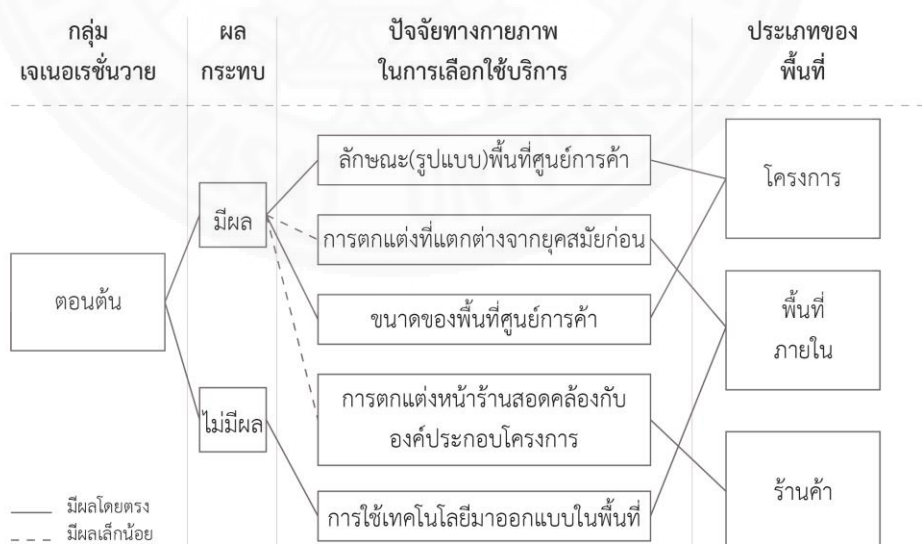 กลุ่ม
เจเนอเรชั่นวาย
ผล
กระทบ
ปัจจัยทางกายภาพ
ในการเลือกใช้บริการ
ประเภทของ
พื้นที่
ลักษณะ(รูปแบบ)พื้นที่ศูนย์การค้า
โครงการ
มีผล
การตกแต่งที่แตกต่างจากยุคสมัยก่อน
ตอนต้น
ขนาดของพื้นที่ศูนย์การค้า
พื้นที่
ภายใน
ไม่มีผล
การตกแต่งหน้าร้านสอดคล้องกับ
องค์ประกอบโครงการ
ร้านค้า
การใช้เทคโนโลยีมาออกแบบในพื้นที่
มีผลโดยตรง
มีผลเล็กน้อย